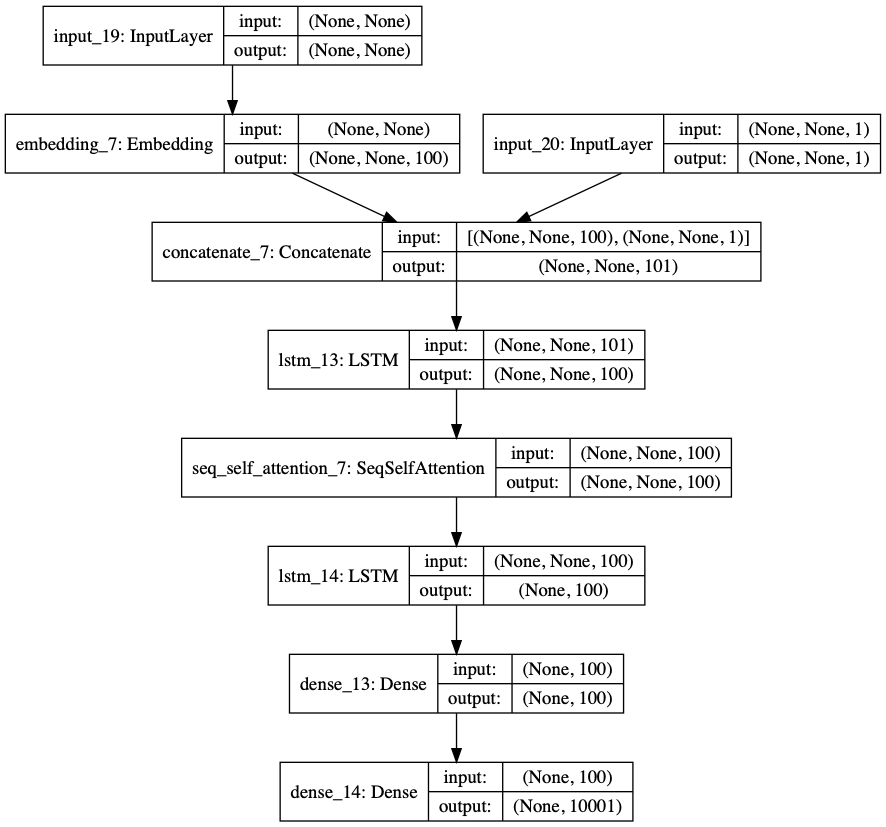 input_19: InputLayer
input: (None, None)
output: (None, None)
embedding_7: Embedding
input: (None, None)
output: (None, None, 100)
input_20: InputLayer
input: (None, None, 1)
output: (None, None, 1)
concatenate_7: Concatenate
input: [(None, None, 100), (None, None, 1)]
output: (None, None, 101)
lstm_13: LSTM
input: (None, None, 101)
output: (None, None, 100)
seq_self_attention_7: SeqSelfAttention
input: (None, None, 100)
output: (None, None, 100)
lstm_14: LSTM
input: (None, None, 100)
output: (None, 100)
dense_13: Dense
input: (None, 100)
output: (None, 100)
dense_14: Dense
input: (None, 100)
output: (None, 10001)